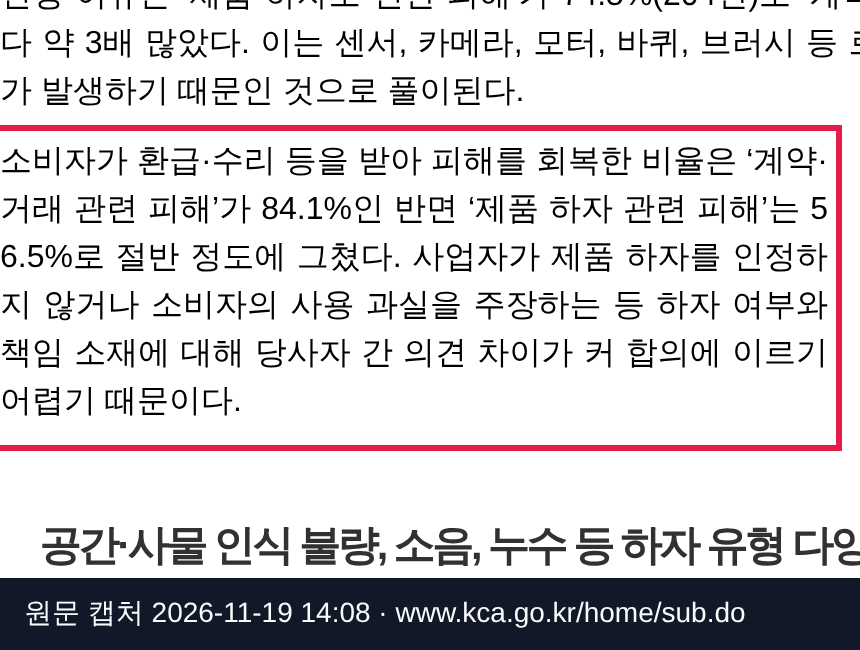 다 약 3배 많았다. 이는 센서, 카메라, 모터, 바퀴, 브러시 등
가 발생하기 때문인 것으로 풀이된다.
소비자가 환급·수리 등을 받아 피해를 회복한 비율은 ‘계약·
거래 관련 피해’가 84.1%인 반면 ‘제품 하자 관련 피해’는 5
6.5%로 절반 정도에 그쳤다. 사업자가 제품 하자를 인정하
지 않거나 소비자의 사용 과실을 주장하는 등 하자 여부와
책임 소재에 대해 당사자 간 의견 차이가 커 합의에 이르기
어렵기 때문이다.
공간·사물 인식 불량, 소음, 누수 등 하자 유형
원문 캡처 2026-11-19 14:08 · www.kca.go.kr/home/sub.do